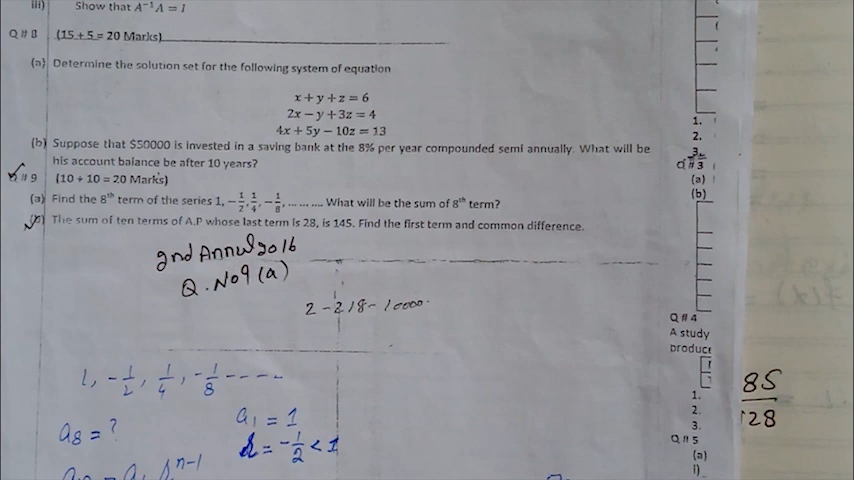 iii) Show that A⁻¹A = I
Q # 8 (15 + 5 = 20 Marks)
(a) Determine the solution set for the following system of equation
x + y + z = 6
2x − y + 3z = 4
4x + 5y − 10z = 13
(b) Suppose that $50000 is invested in a saving bank at the 8% per year compounded semi annually. What will be
his account balance be after 10 years?
Q # 9 (10 + 10 = 20 Marks)
(a) Find the 8th term of the series 1, −1/2, 1/4, −1/8, ......... What will be the sum of 8th term?
(b) The sum of ten terms of A.P whose last term is 28, is 145. Find the first term and common difference.
2nd Annul 2016
Q. No 9 (a)
2 - 218 - 10000.
1, -1/2, 1/4, -1/8 - - - -
a8 = ?
a1 = 1
r = -1/2 < 1
r^n-1
1.
2.
3.
Q # 3
(a)
(b)
Q # 4
A study
produce
1.
2.
3.
Q # 5
(a)
i)
85
128